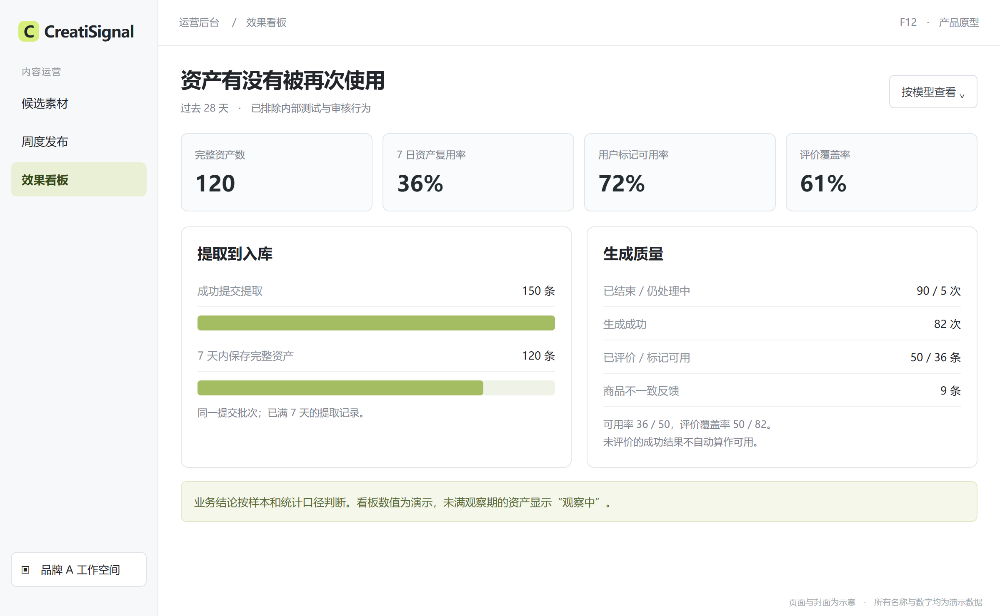 C CreatiSignal
内容运营
候选素材
周度发布
效果看板
品牌 A 工作空间
运营后台 / 效果看板
F12 · 产品原型
资产有没有被再次使用
过去 28 天 · 已排除内部测试与审核行为
按模型查看
完整资产数
120
7 日资产复用率
36%
用户标记可用率
72%
评价覆盖率
61%
提取到入库
成功提交提取 150 条
7 天内保存完整资产 120 条
同一提交批次；已满 7 天的提取记录。
生成质量
已结束 / 仍处理中 90 / 5 次
生成成功 82 次
已评价 / 标记可用 50 / 36 条
商品不一致反馈 9 条
可用率 36 / 50，评价覆盖率 50 / 82。
未评价的成功结果不自动算作可用。
业务结论按样本和统计口径判断。看板数值为演示，未满观察期的资产显示“观察中”。
页面与封面为示意 · 所有名称与数字均为演示数据